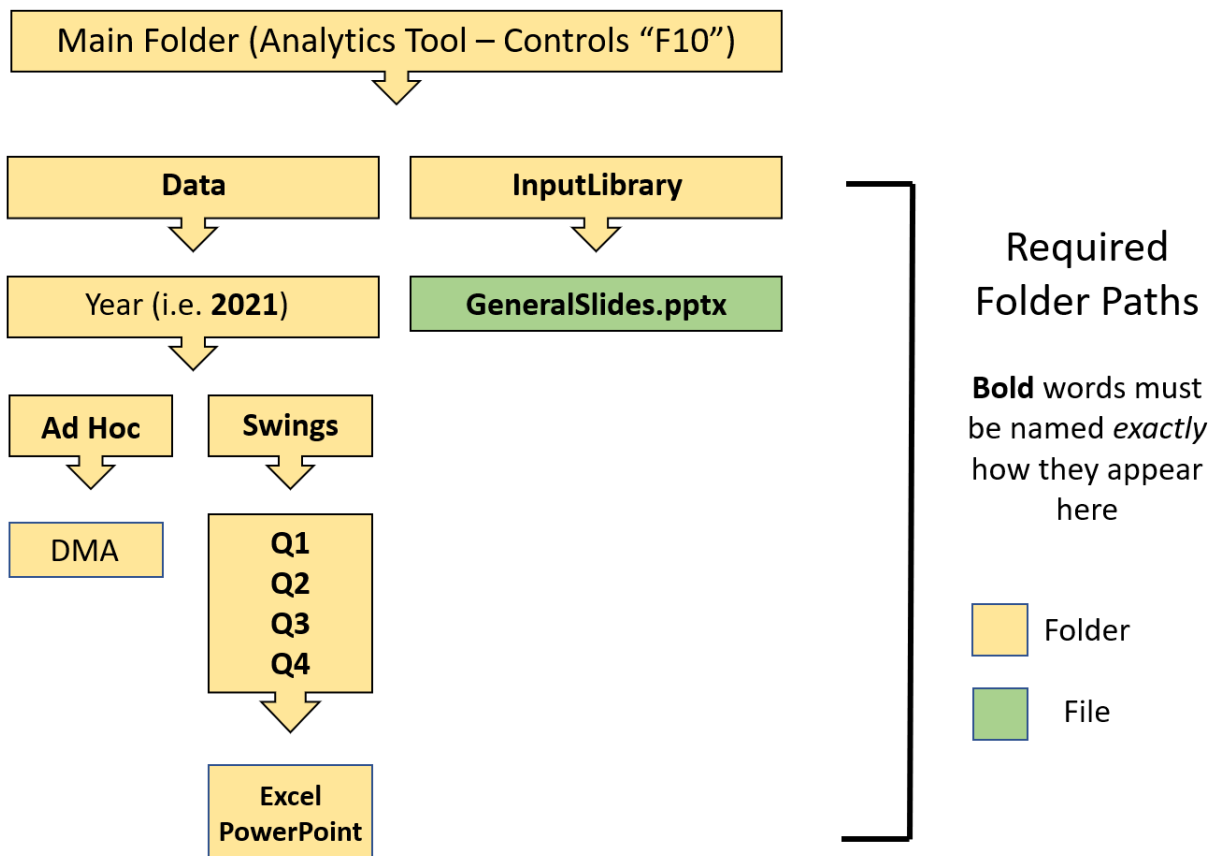 Main Folder (Analytics Tool – Controls “F10”)
Data
InputLibrary
Year (i.e. 2021)
GeneralSlides.pptx
Ad Hoc
Swings
DMA
Q1
Q2
Q3
Q4
Excel
PowerPoint
Required
Folder Paths
Bold words must
be named exactly
how they appear
here
Folder
File